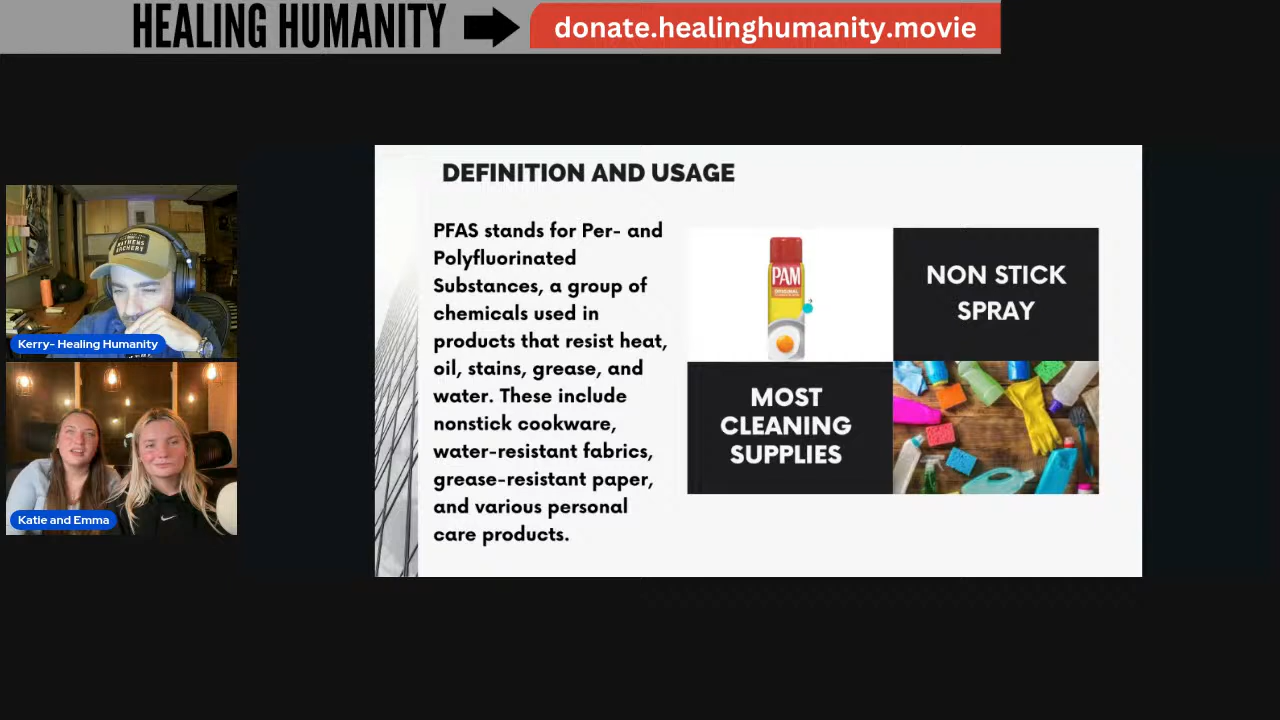 HEALING HUMANITY
donate.healinghumanity.movie
DEFINITION AND USAGE
PFAS stands for Per- and
Polyfluorinated
Substances, a group of
chemicals used in
products that resist heat,
oil, stains, grease, and
water. These include
nonstick cookware,
water-resistant fabrics,
grease-resistant paper,
and various personal
care products.
PAM
ORIGINAL
NON STICK
SPRAY
MOST
CLEANING
SUPPLIES
MATHEWS
ARCHERY
Kerry- Healing Humanity
Katie and Emma